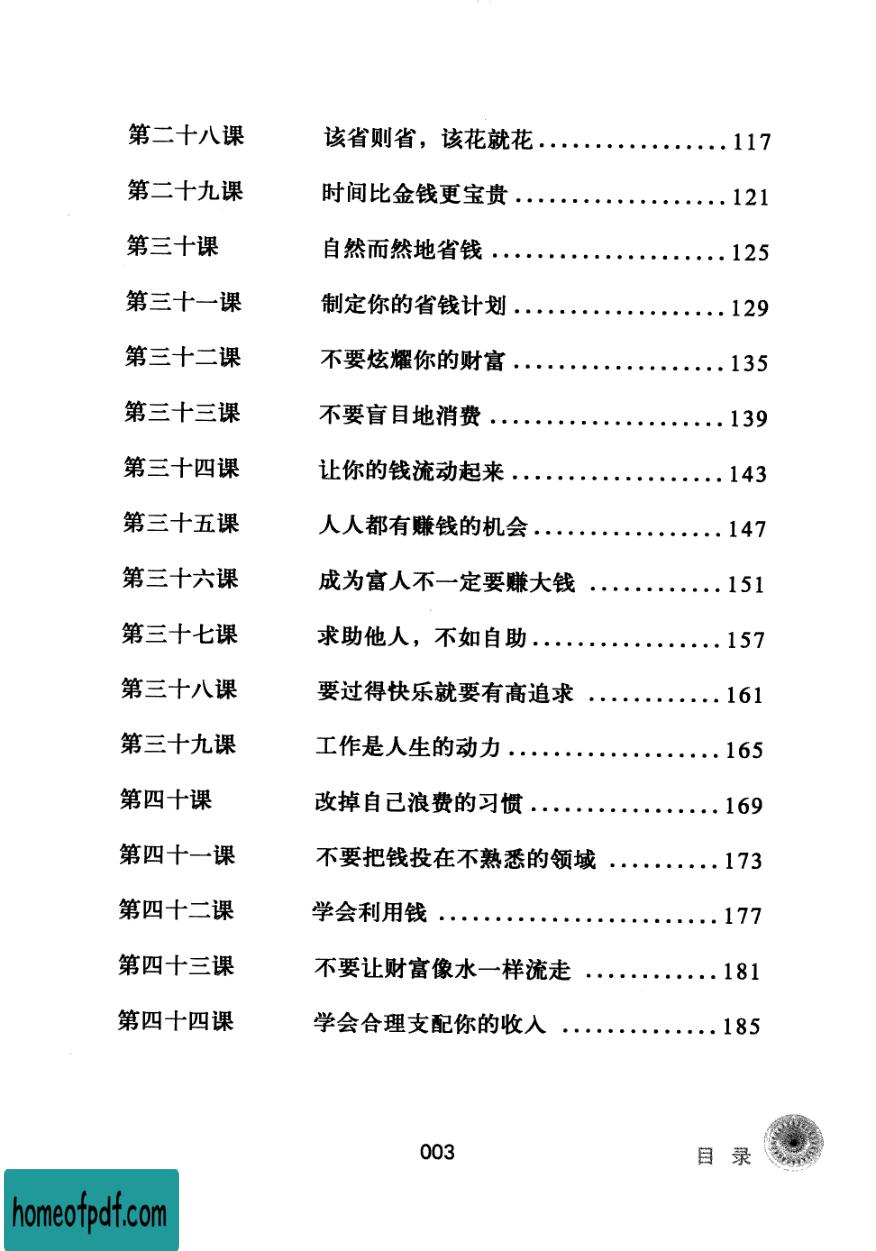 第二十八课 该省则省，该花就花.................117
第二十九课 时间比金钱更宝贵...................121
第三十课 自然而然地省钱.....................125
第三十一课 制定你的省钱计划...................129
第三十二课 不要炫耀你的财富...................135
第三十三课 不要盲目地消费.....................139
第三十四课 让你的钱流动起来...................143
第三十五课 人人都有赚钱的机会.................147
第三十六课 成为富人不一定要赚大钱............151
第三十七课 求助他人，不如自助.................157
第三十八课 要过得快乐就要有高追求............161
第三十九课 工作是人生的动力...................165
第四十课 改掉自己浪费的习惯.................169
第四十一课 不要把钱投在不熟悉的领域..........173
第四十二课 学会利用钱.........................177
第四十三课 不要让财富像水一样流走............181
第四十四课 学会合理支配你的收入..............185
003
目 录
homeofpdf.com